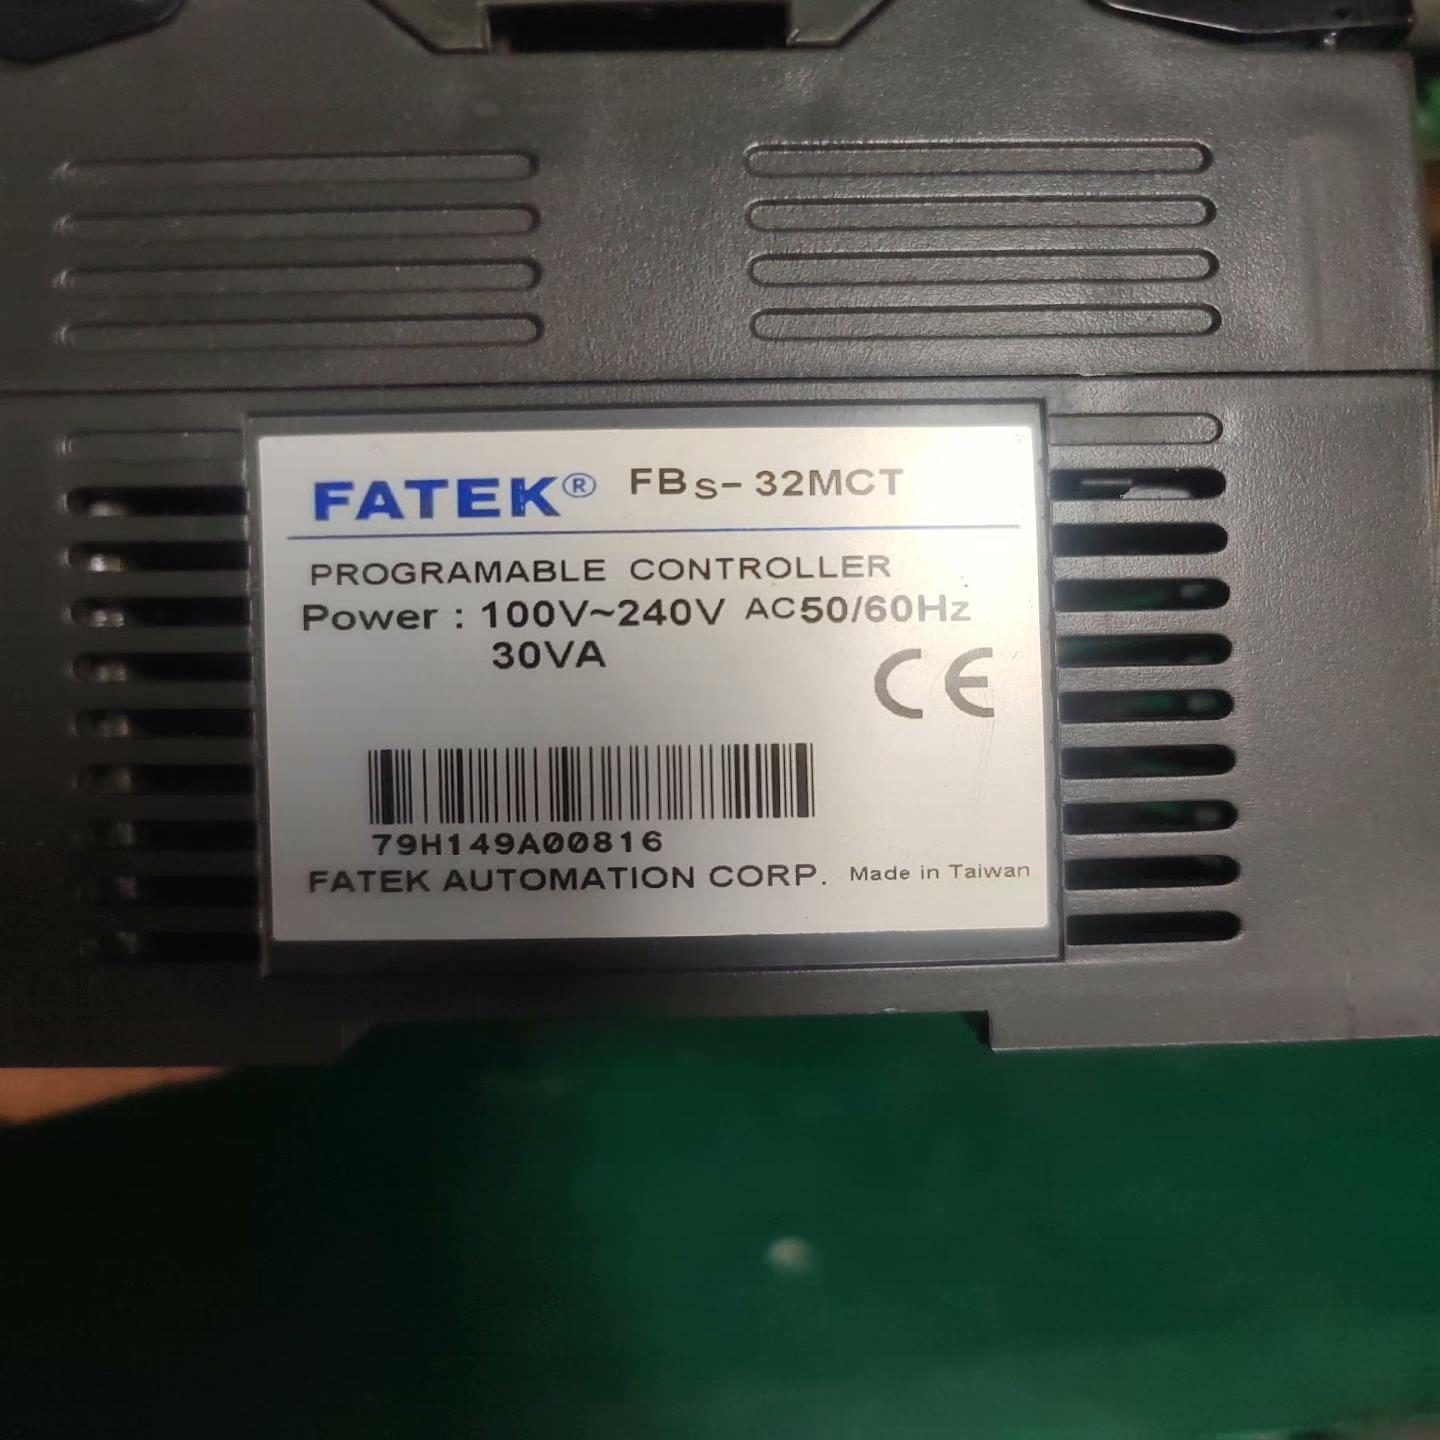 FATEK® FBs-32MCT
PROGRAMABLE CONTROLLER
Power : 100V~240V AC50/60Hz
30VA
CE
79H149A00816
FATEK AUTOMATION CORP. Made in Taiwan